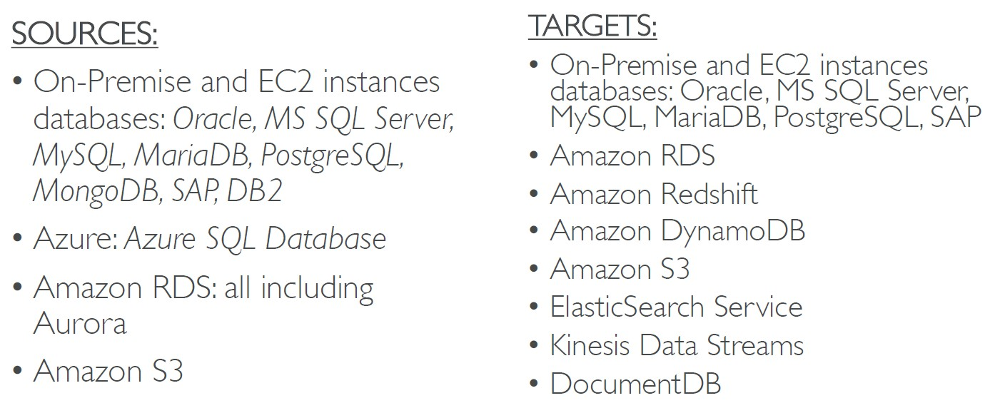 SOURCES:
• On-Premise and EC2 instances
databases: Oracle, MS SQL Server,
MySQL, MariaDB, PostgreSQL,
MongoDB, SAP, DB2
• Azure: Azure SQL Database
• Amazon RDS: all including
Aurora
• Amazon S3
TARGETS:
• On-Premise and EC2 instances
databases: Oracle, MS SQL Server,
MySQL, MariaDB, PostgreSQL, SAP
• Amazon RDS
• Amazon Redshift
• Amazon DynamoDB
• Amazon S3
• ElasticSearch Service
• Kinesis Data Streams
• DocumentDB